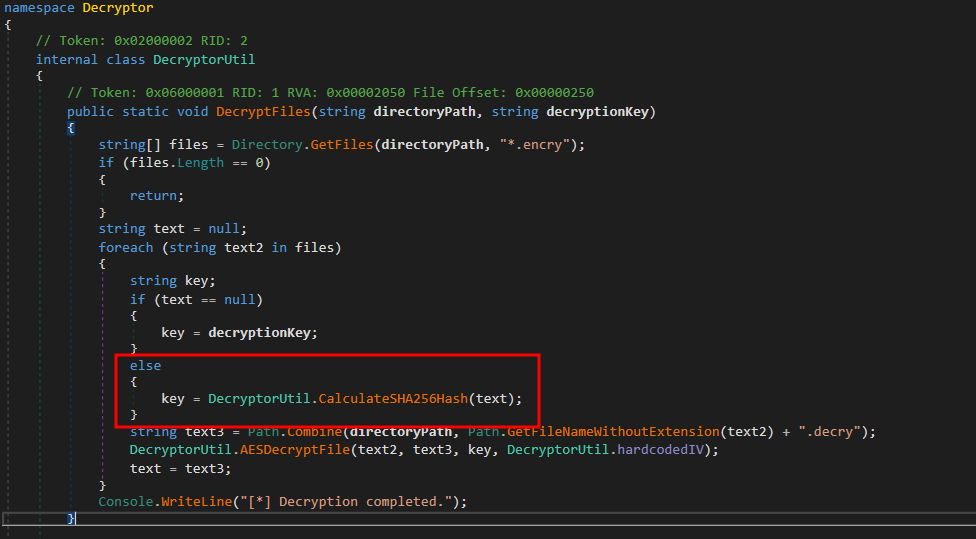 namespace Decryptor
{
// Token: 0x02000002 RID: 2
internal class DecryptorUtil
{
// Token: 0x06000001 RID: 1 RVA: 0x00002050 File Offset: 0x00000250
public static void DecryptFiles(string directoryPath, string decryptionKey)
{
string[] files = Directory.GetFiles(directoryPath, "*.encry");
if (files.Length == 0)
{
return;
}
string text = null;
foreach (string text2 in files)
{
string key;
if (text == null)
{
key = decryptionKey;
}
else
{
key = DecryptorUtil.CalculateSHA256Hash(text);
}
string text3 = Path.Combine(directoryPath, Path.GetFileNameWithoutExtension(text2) + ".decry");
DecryptorUtil.AESDecryptFile(text2, text3, key, DecryptorUtil.hardcodedIV);
text = text3;
}
Console.WriteLine("[*] Decryption completed.");
}